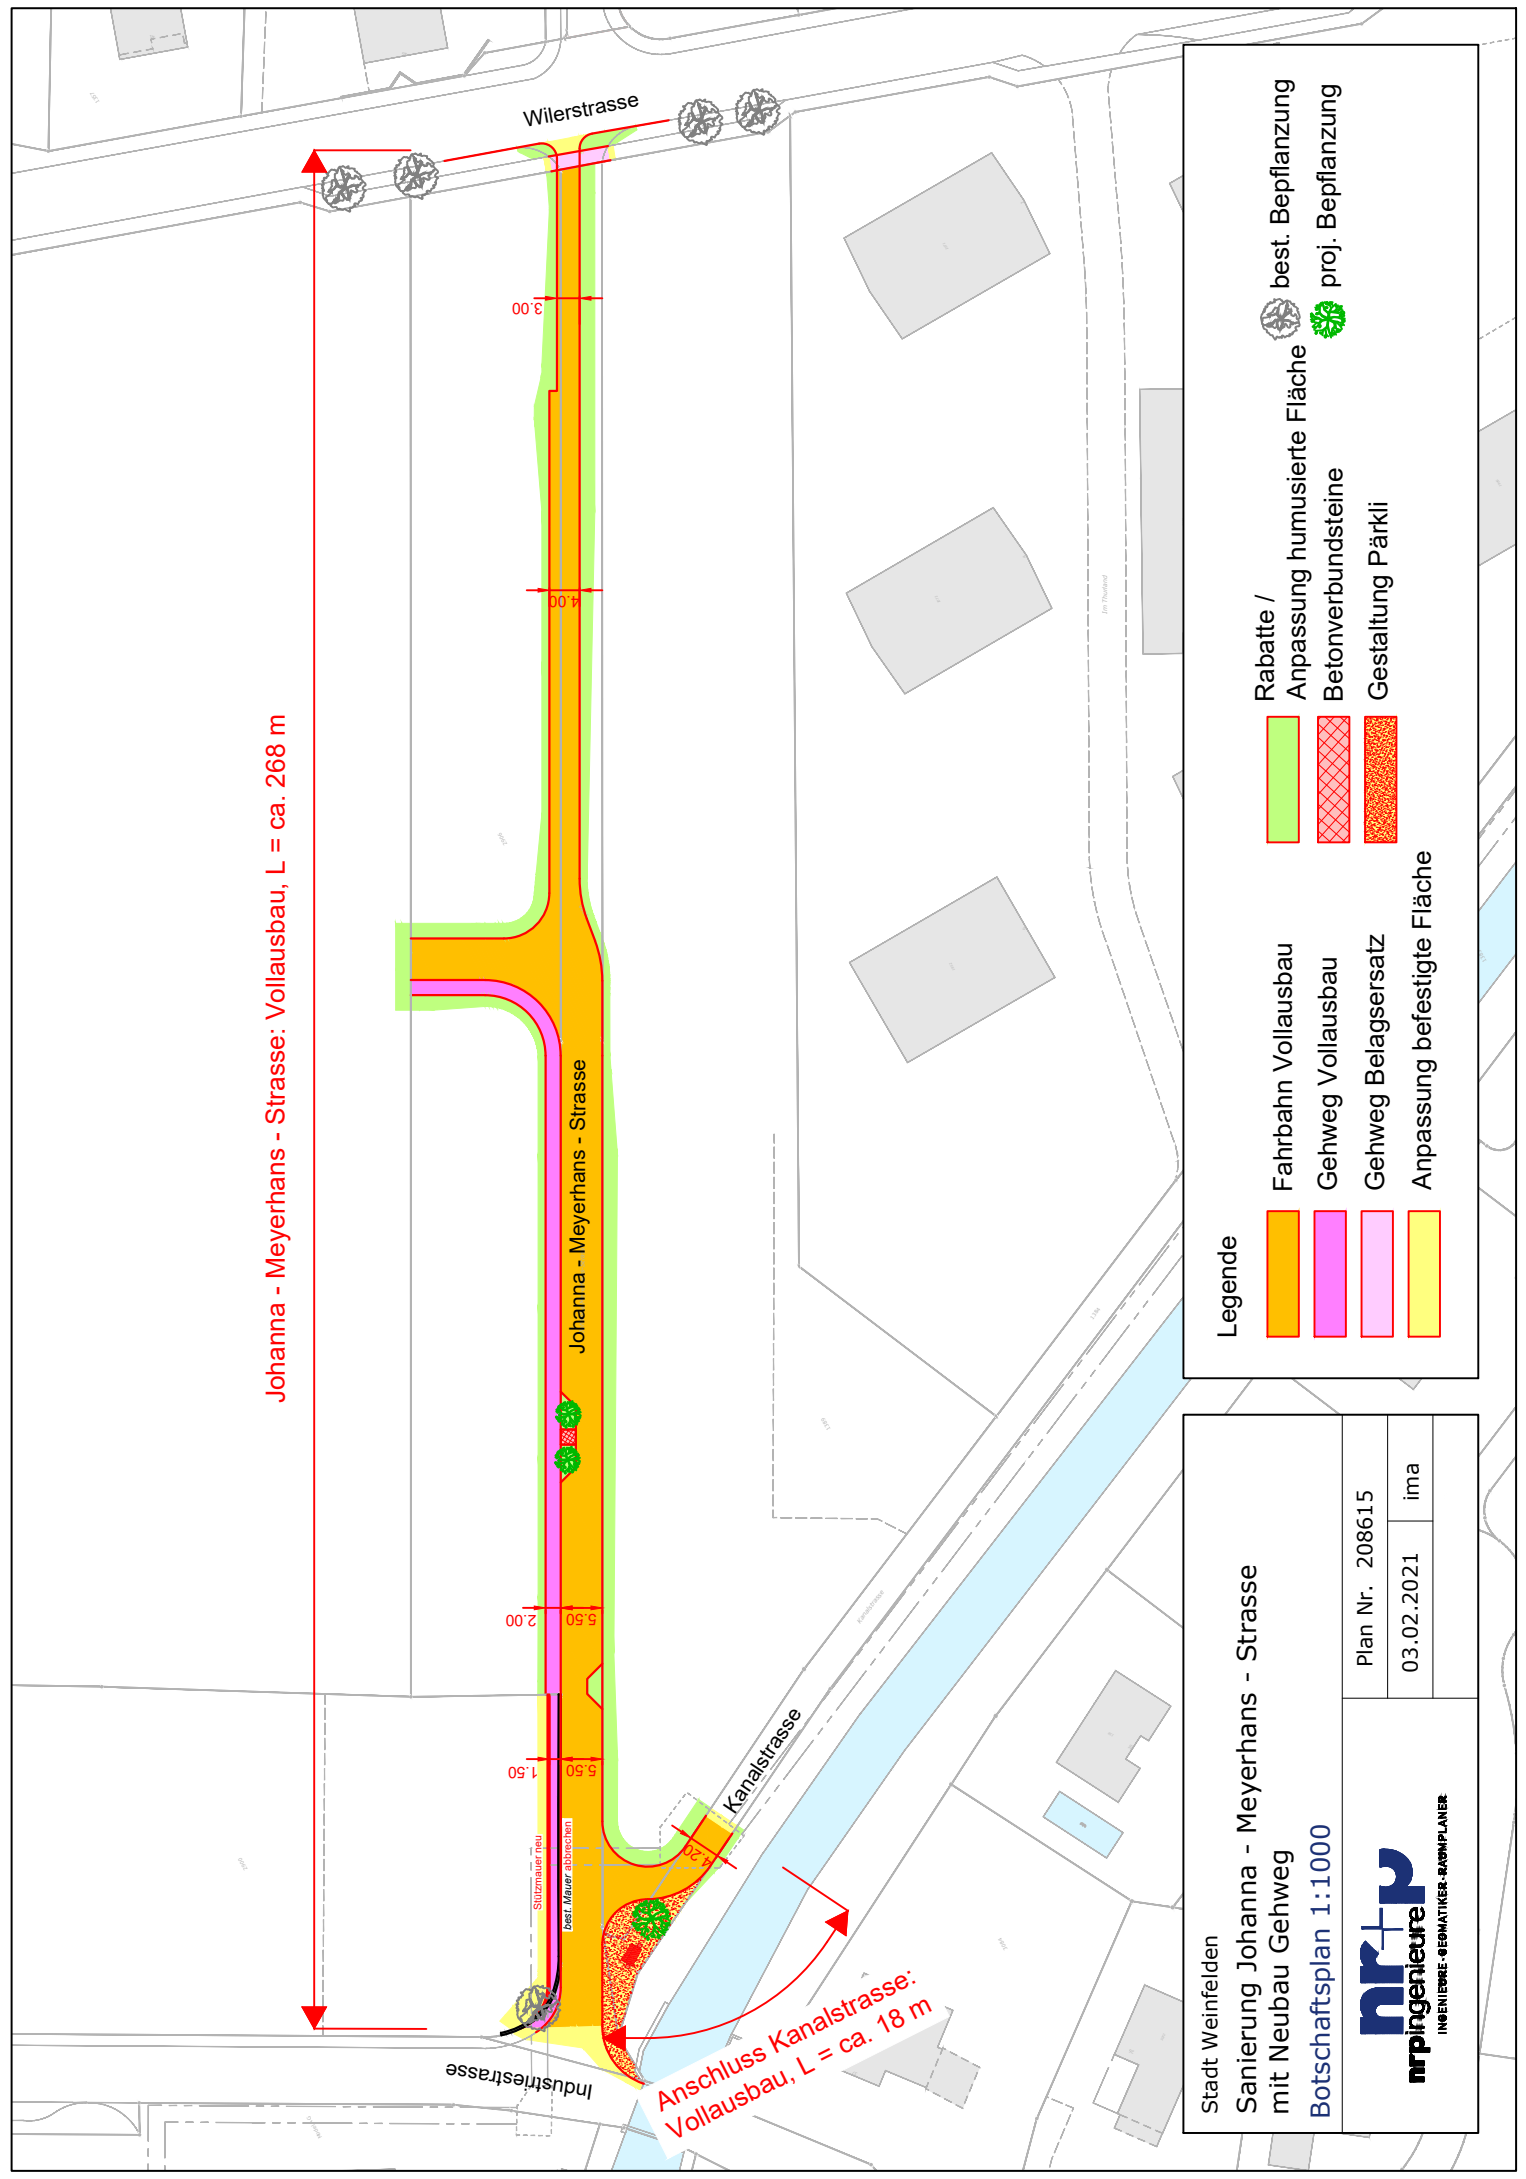 Johanna - Meyerhans - Strasse: Vollausbau, L = ca. 268 m
Wilerstrasse
3.00
4.00
Johanna - Meyerhans - Strasse
2.00
5.50
1.50
5.50
Stützmauer neu
best. Mauer abbrechen
4.20
Kanalstrasse
Kanalstrasse
Industriestrasse
Anschluss Kanalstrasse:
Vollausbau, L = ca. 18 m
Im Thurrand
Legende
Fahrbahn Vollausbau
Gehweg Vollausbau
Gehweg Belagsersatz
Anpassung befestigte Fläche
Rabatte /
Anpassung humusierte Fläche
Betonverbundsteine
Gestaltung Pärkli
best. Bepflanzung
proj. Bepflanzung
Stadt Weinfelden
Sanierung Johanna - Meyerhans - Strasse
mit Neubau Gehweg
Botschaftsplan 1:1000
Plan Nr. 208615
03.02.2021 ima
nr+p
nrpingenieure
INGENIEURE·GEOMATIKER·RAUMPLANER